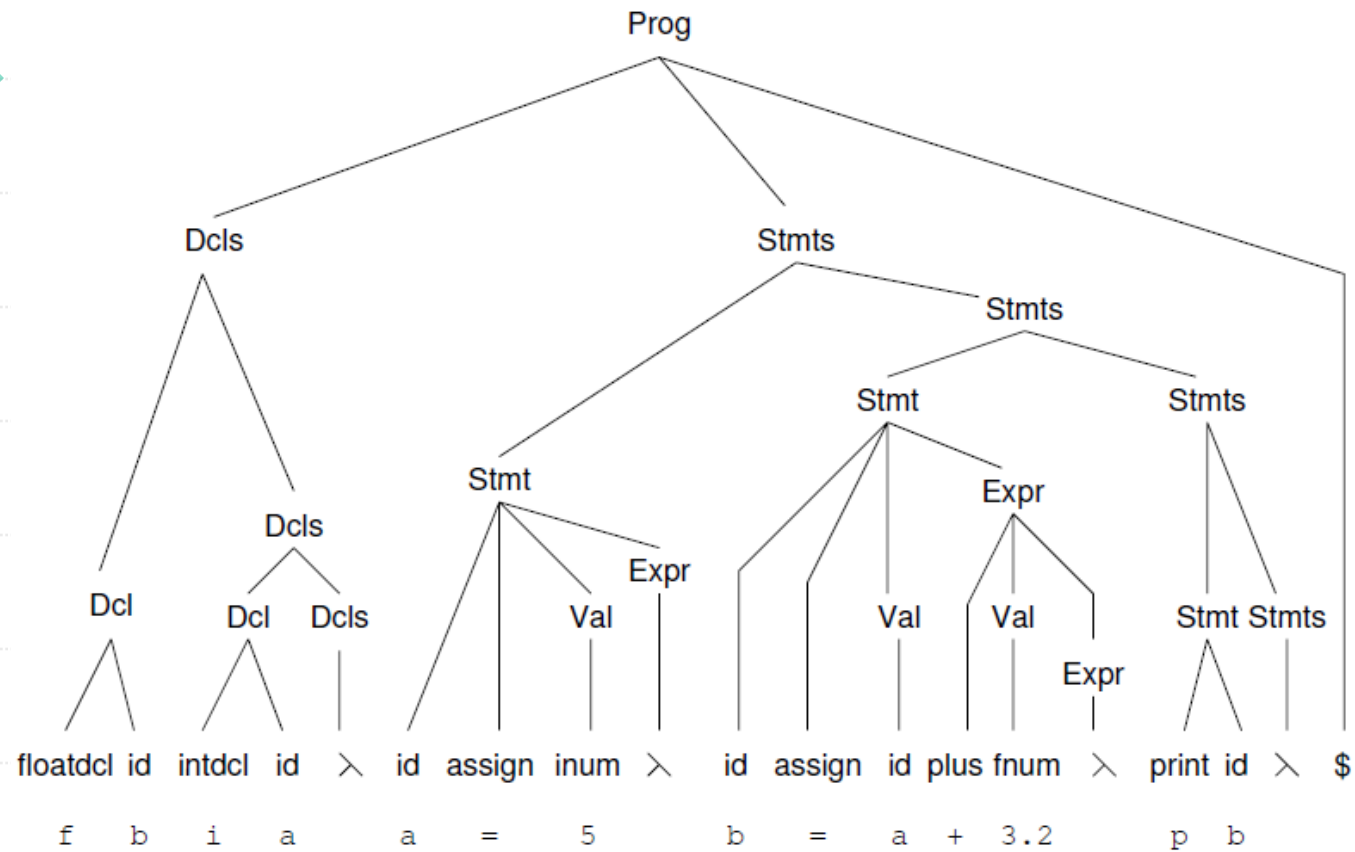 Prog
Dcls Stmts
Stmts
Stmt Stmts
Stmt
Expr
Dcls
Expr
Dcl
Dcl Dcls Val Val Val Stmt Stmts
Expr
floatdcl id intdcl id λ id assign inum λ id assign id plus fnum λ print id λ $
f b i a a = 5 b = a + 3.2 p b